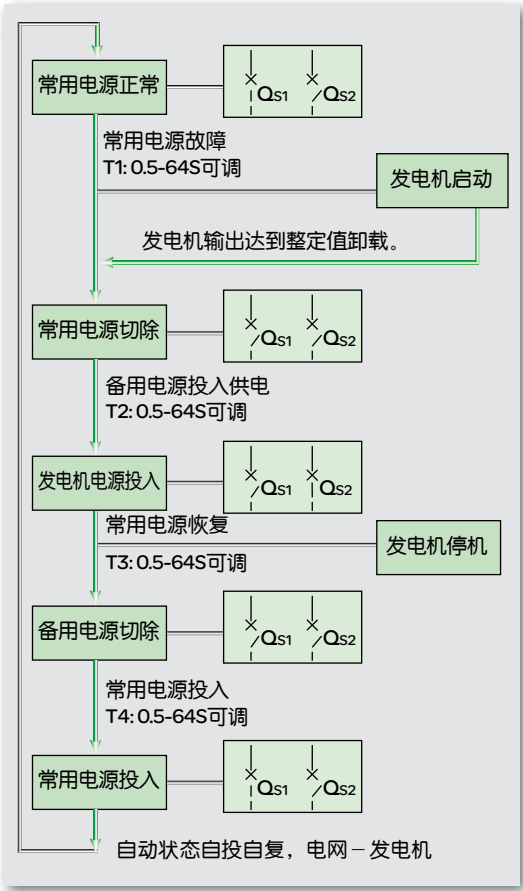 常用电源正常
QS1
QS2
常用电源故障
T1: 0.5-64S可调
发电机启动
发电机输出达到整定值卸载。
常用电源切除
QS1
QS2
备用电源投入供电
T2: 0.5-64S可调
发电机电源投入
QS1
QS2
常用电源恢复
T3: 0.5-64S可调
发电机停机
备用电源切除
QS1
QS2
常用电源投入
T4: 0.5-64S可调
常用电源投入
QS1
QS2
自动状态自投自复，电网－发电机